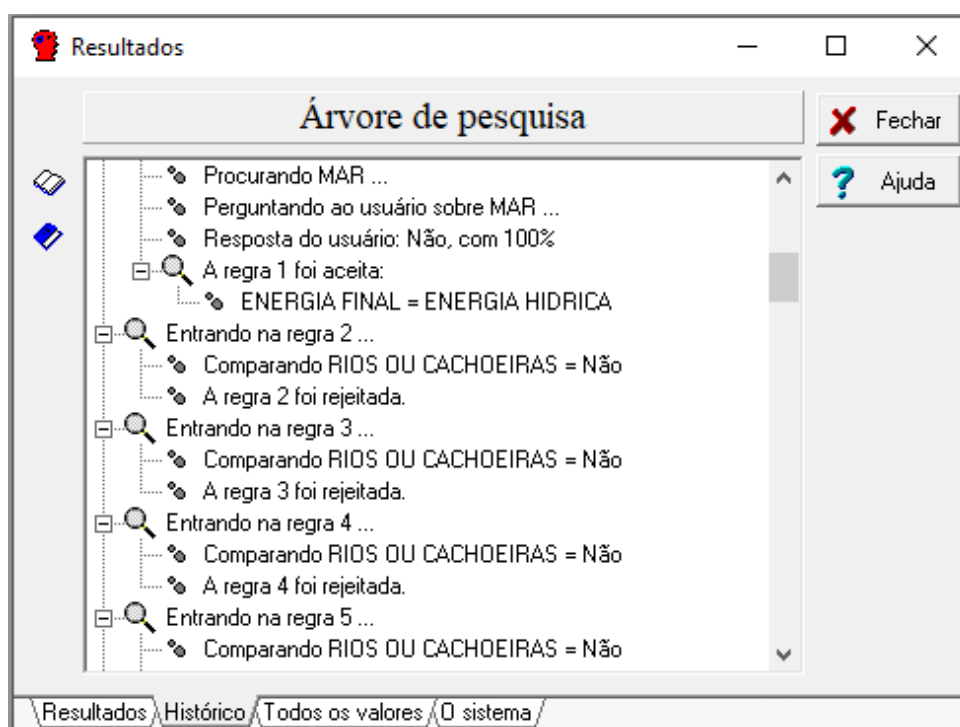 Resultados
Árvore de pesquisa
Fechar
Ajuda
Procurando MAR ...
Perguntando ao usuário sobre MAR ...
Resposta do usuário: Não, com 100%
A regra 1 foi aceita:
ENERGIA FINAL = ENERGIA HIDRICA
Entrando na regra 2 ...
Comparando RIOS OU CACHOEIRAS = Não
A regra 2 foi rejeitada.
Entrando na regra 3 ...
Comparando RIOS OU CACHOEIRAS = Não
A regra 3 foi rejeitada.
Entrando na regra 4 ...
Comparando RIOS OU CACHOEIRAS = Não
A regra 4 foi rejeitada.
Entrando na regra 5 ...
Comparando RIOS OU CACHOEIRAS = Não
Resultados Histórico Todos os valores O sistema